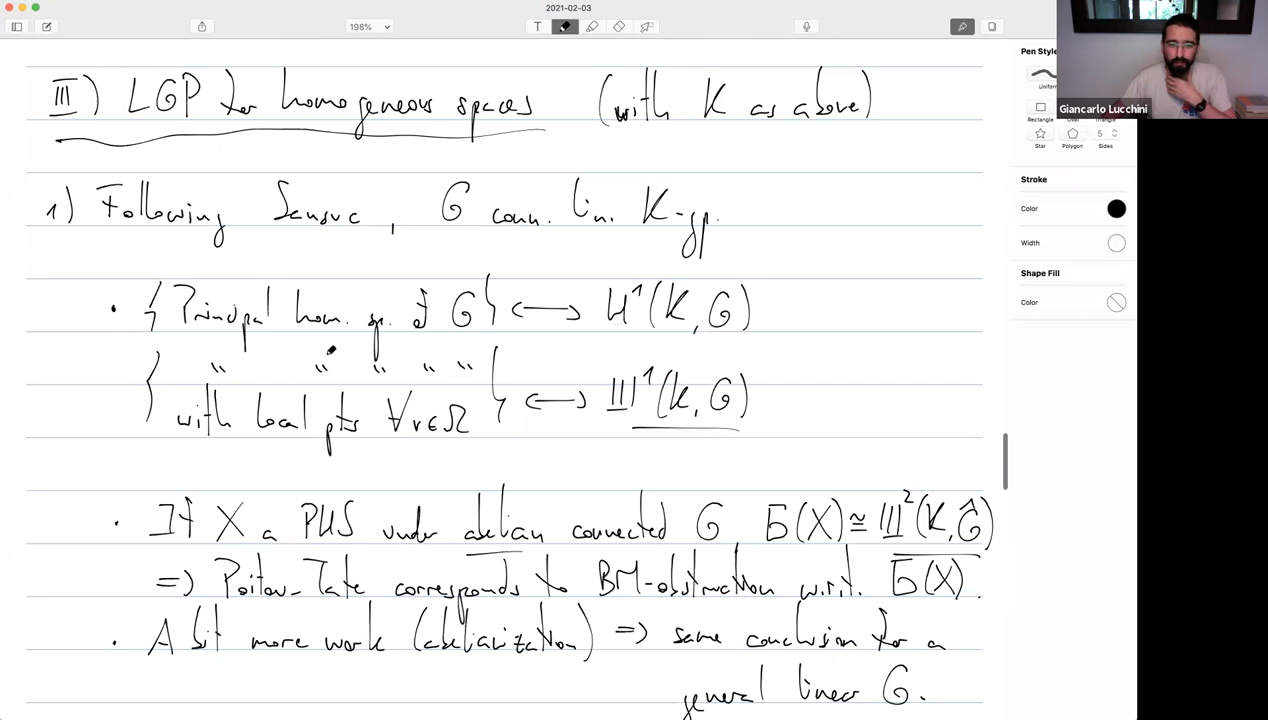 2021-02-03
198%
T
III) LGP for homogeneous spaces (with K as above)
1) Following Sansuc, G conn. lin. K-gp.
· { Principal hom. sp. of G } ⟷ H¹(K, G)
{ " " " " "
with local pts ∀v∈Ω } ⟷ Ш¹(K, G)
· If X a PHS under abelian connected G, Б(X) ≅ Ш²(K, Ĝ)
=> Poitou-Tate corresponds to BM-obstruction w.r.t. Б(X).
· A bit more work (abelianization) => same conclusion for a
general linear G.
Pen Style
Uniform
Rectangle Oval Triangle
Star Polygon 5 Sides
Stroke
Color
Width
Shape Fill
Color
Giancarlo Lucchini